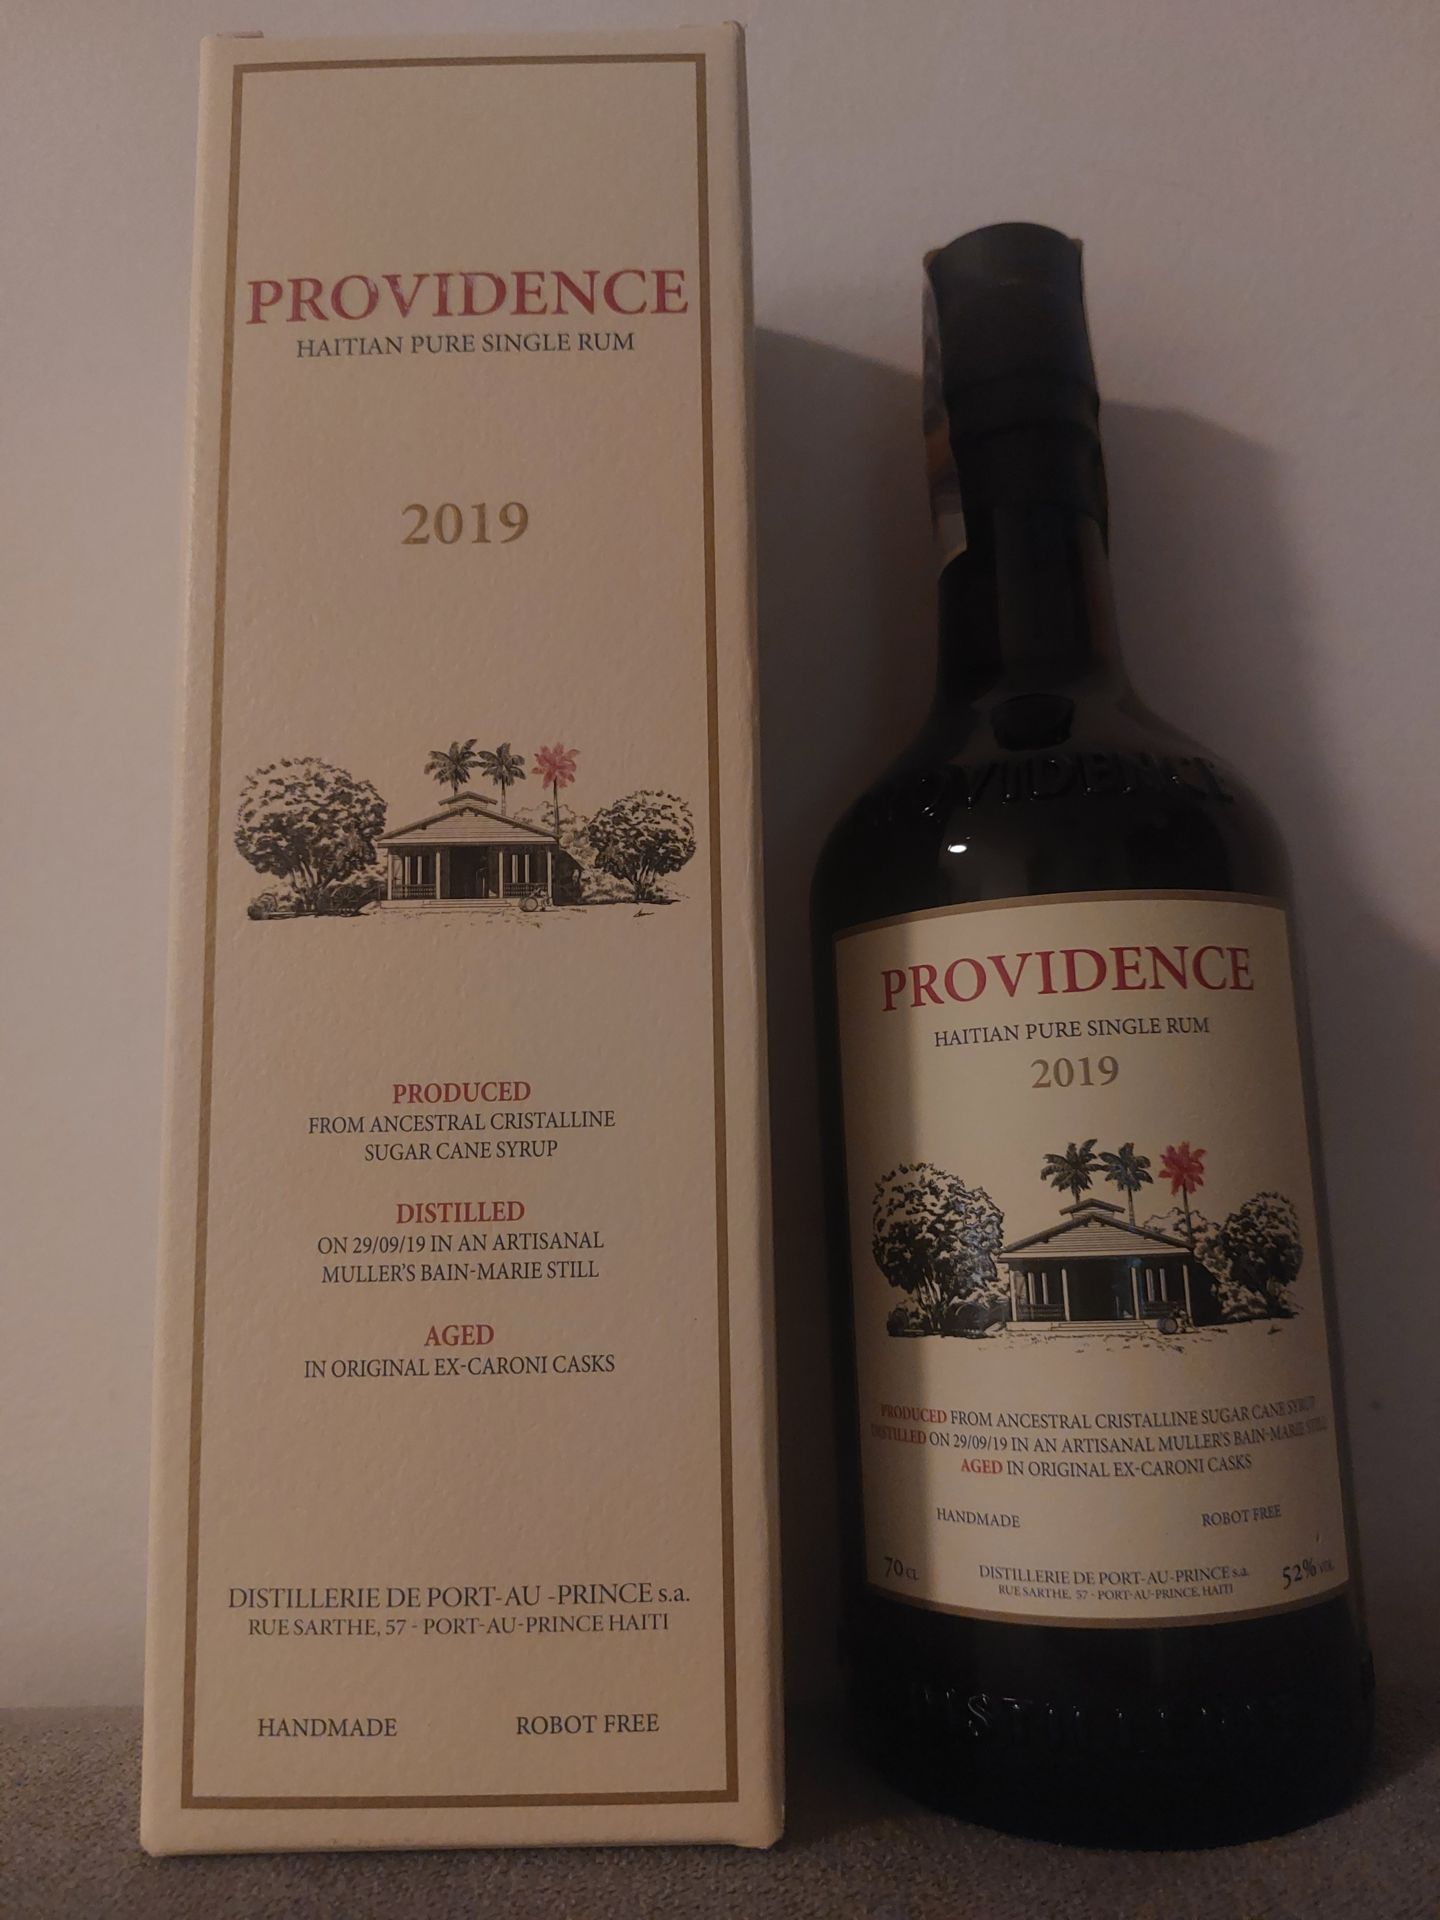 PROVIDENCE
HAITIAN PURE SINGLE RUM
2019
PRODUCED
FROM ANCESTRAL CRISTALLINE
SUGAR CANE SYRUP
DISTILLED
ON 29/09/19 IN AN ARTISANAL
MULLER'S BAIN-MARIE STILL
AGED
IN ORIGINAL EX-CARONI CASKS
DISTILLERIE DE PORT-AU -PRINCE s.a.
RUE SARTHE, 57 - PORT-AU-PRINCE HAITI
HANDMADE ROBOT FREE
PROVIDENCE
PROVIDENCE
HAITIAN PURE SINGLE RUM
2019
PRODUCED FROM ANCESTRAL CRISTALLINE SUGAR CANE SYRUP
DISTILLED ON 29/09/19 IN AN ARTISANAL MULLER'S BAIN-MARIE STILL
AGED IN ORIGINAL EX-CARONI CASKS
HANDMADE ROBOT FREE
70 CL DISTILLERIE DE PORT-AU-PRINCE s.a. 52% VOL.
RUE SARTHE, 57 - PORT-AU-PRINCE, HAITI